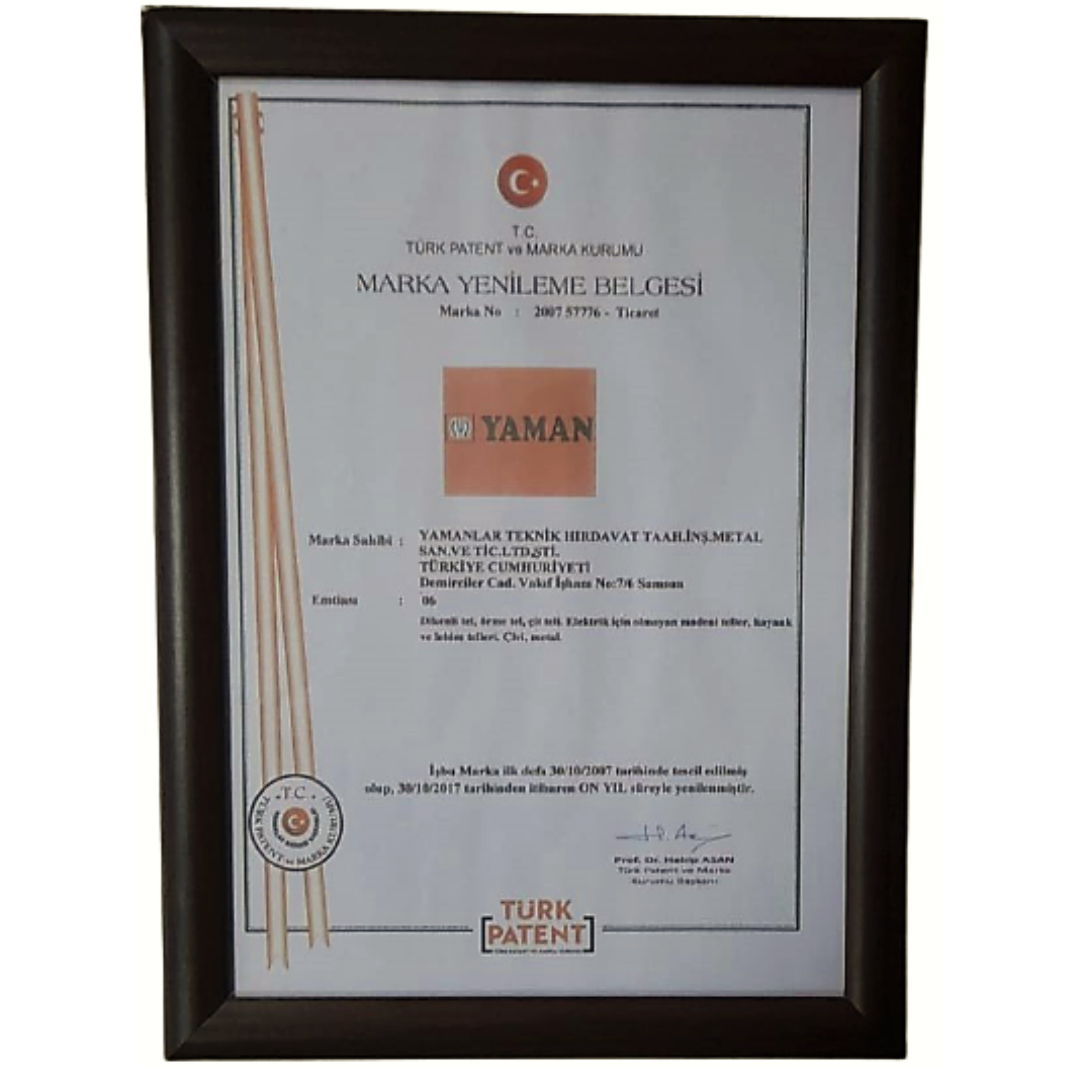 T.C.
TÜRK PATENT ve MARKA KURUMU
MARKA YENİLEME BELGESİ
Marka No : 2007 57776 - Ticaret
YAMAN
Marka Sahibi : YAMANLAR TEKNİK HIRDAVAT TAAH.İNŞ.METAL
SAN.VE TİC.LTD.ŞTİ.
TÜRKİYE CUMHURİYETİ
Demirciler Cad. Vakıf İşhanı No:7/6 Samsun
Emtiası : 06
Dikenli tel, örme tel, çit teli. Elektrik için olmayan madeni teller, kaynak
ve lehim telleri. Çivi, metal.
İşbu Marka ilk defa 30/10/2007 tarihinde tescil edilmiş
olup, 30/10/2017 tarihinden itibaren ON YIL süreyle yenilenmiştir.
T.C.
TÜRK PATENT ve MARKA KURUMU
Prof. Dr. Habip ASAN
Türk Patent ve Marka
Kurumu Başkanı
TÜRK
PATENT